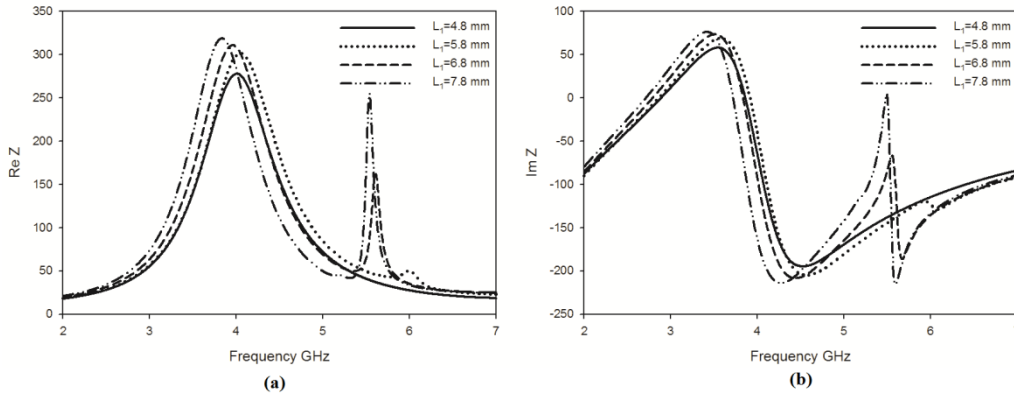 350
300
250
200
150
100
50
0
Re Z
2 3 4 5 6 7
Frequency GHz
L₁=4.8 mm
L₁=5.8 mm
L₁=6.8 mm
L₁=7.8 mm
(a)
100
50
0
-50
-100
-150
-200
-250
Im Z
2 3 4 5 6 7
Frequency GHz
L₁=4.8 mm
L₁=5.8 mm
L₁=6.8 mm
L₁=7.8 mm
(b)